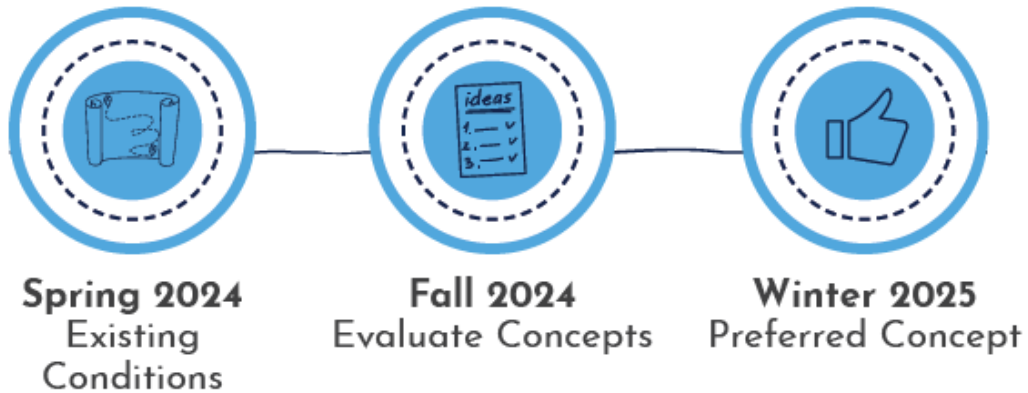 ideas
1.
2.
3.
Spring 2024
Existing
Conditions
Fall 2024
Evaluate Concepts
Winter 2025
Preferred Concept